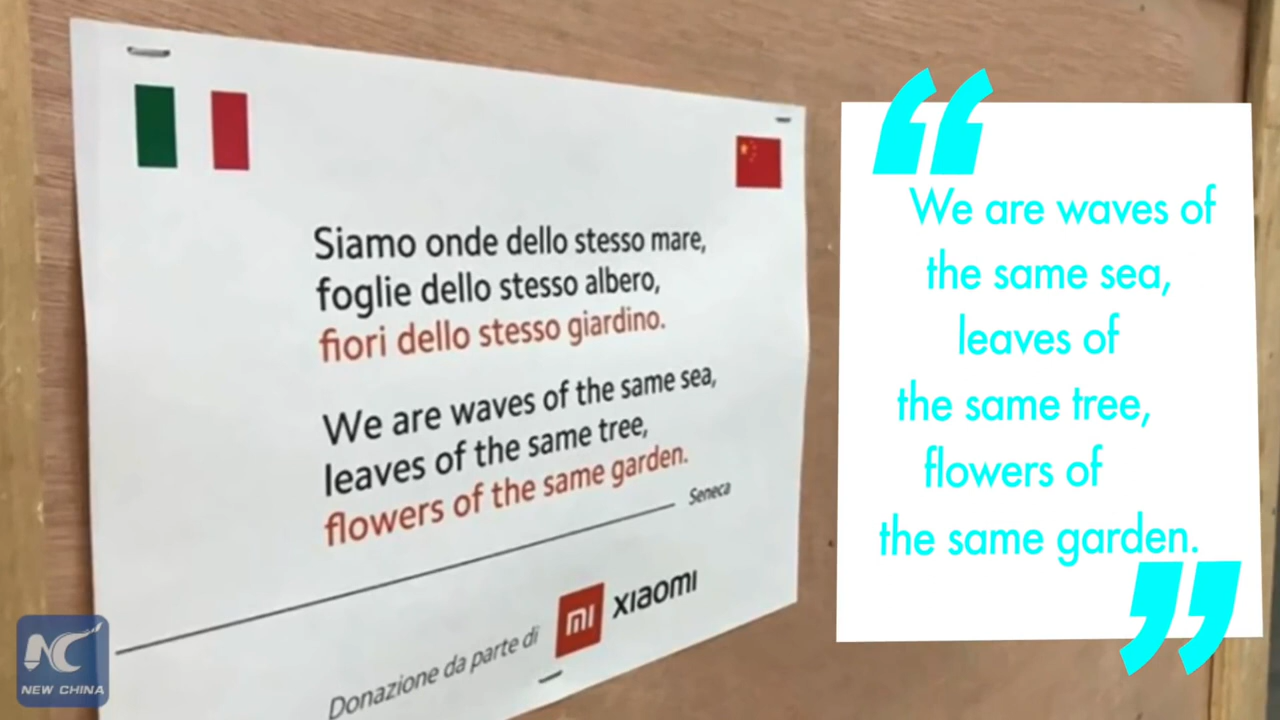 Siamo onde dello stesso mare,
foglie dello stesso albero,
fiori dello stesso giardino.
We are waves of the same sea,
leaves of the same tree,
flowers of the same garden.
Seneca
Donazione da parte di
mi xiaomi
“
We are waves of
the same sea,
leaves of
the same tree,
flowers of
the same garden.
”
NC
NEW CHINA